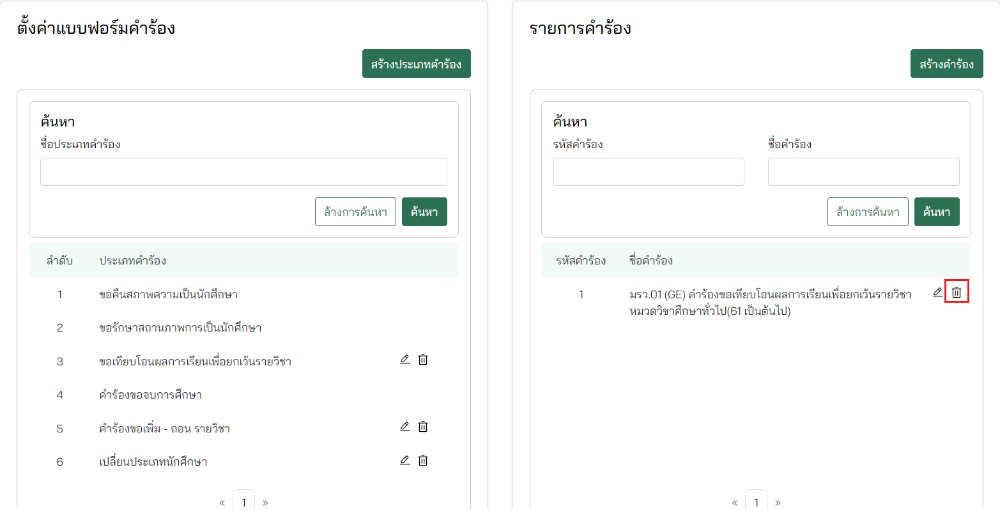 ตั้งค่าแบบฟอร์มคำร้อง
สร้างประเภทคำร้อง
ค้นหา
ชื่อประเภทคำร้อง
ล้างการค้นหา
ค้นหา
ลำดับ ประเภทคำร้อง
1 ขอคืนสภาพความเป็นนักศึกษา
2 ขอรักษาสถานภาพการเป็นนักศึกษา
3 ขอเทียบโอนผลการเรียนเพื่อยกเว้นรายวิชา
4 คำร้องขอจบการศึกษา
5 คำร้องขอเพิ่ม - ถอน รายวิชา
6 เปลี่ยนประเภทนักศึกษา
« 1 »
รายการคำร้อง
สร้างคำร้อง
ค้นหา
รหัสคำร้อง ชื่อคำร้อง
ล้างการค้นหา
ค้นหา
รหัสคำร้อง ชื่อคำร้อง
1 มรว.01 (GE) คำร้องขอเทียบโอนผลการเรียนเพื่อยกเว้นรายวิชา
หมวดวิชาศึกษาทั่วไป(61 เป็นต้นไป)
« 1 »